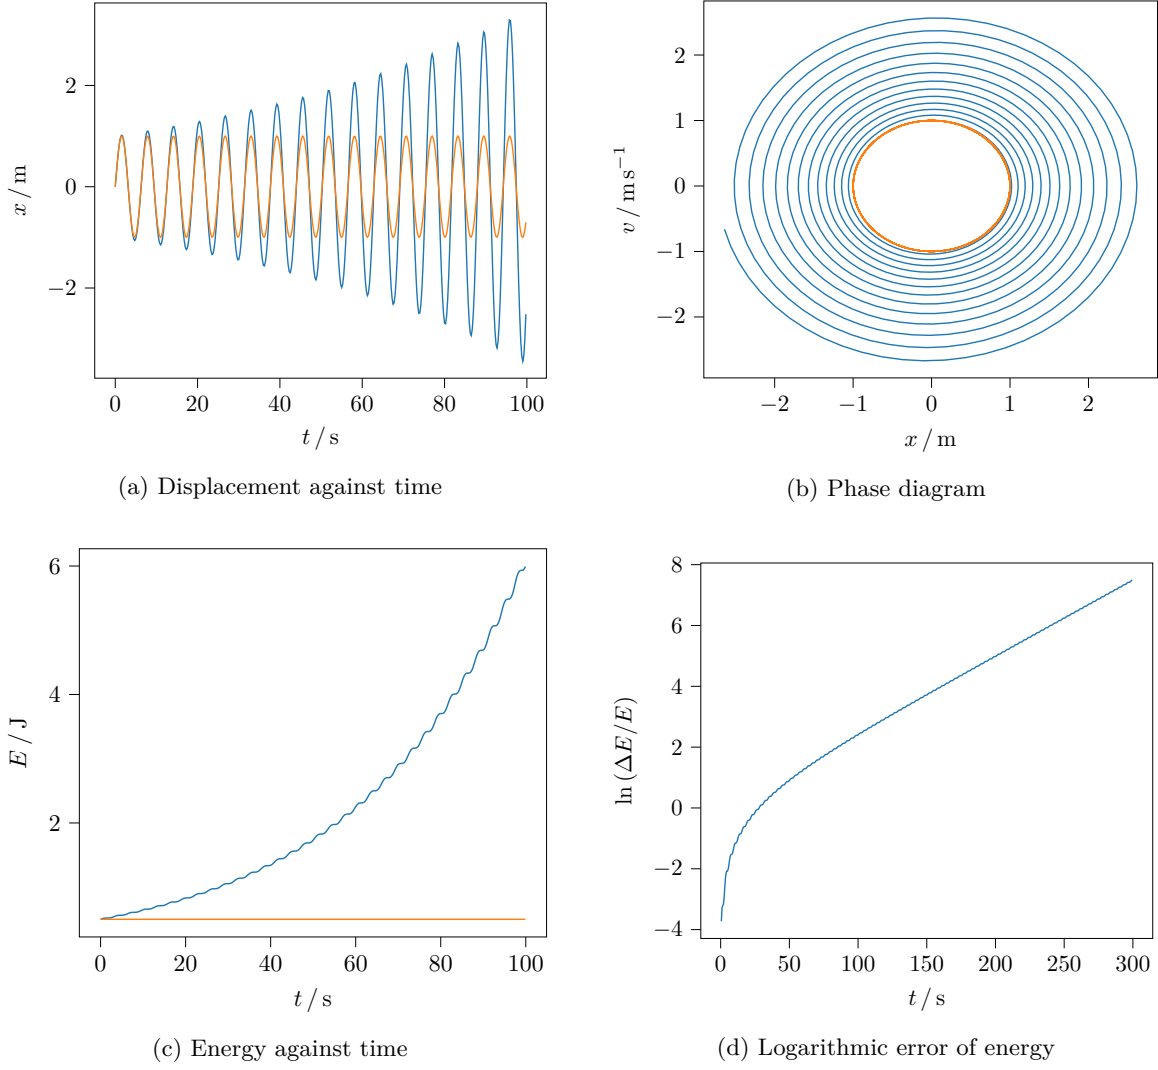 2
0
−2
x / m
0 20 40 60 80 100
t / s
(a) Displacement against time
2
1
0
−1
−2
v / m s⁻¹
−2 −1 0 1 2
x / m
(b) Phase diagram
6
4
2
E / J
0 20 40 60 80 100
t / s
(c) Energy against time
8
6
4
2
0
−2
−4
ln (ΔE/E)
0 50 100 150 200 250 300
t / s
(d) Logarithmic error of energy